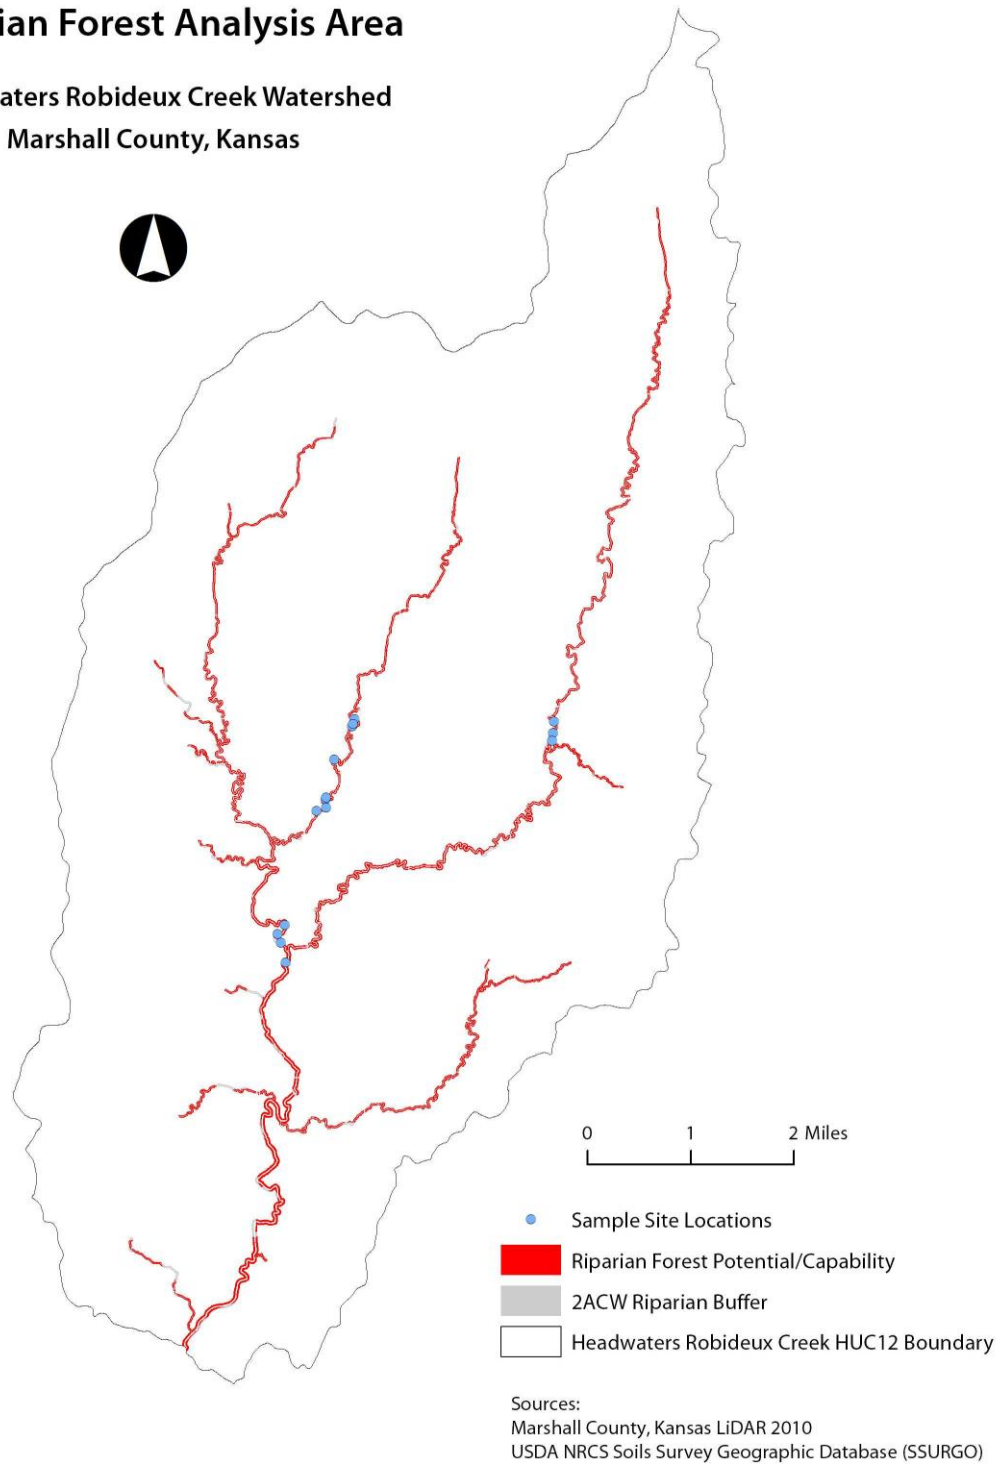 ian Forest Analysis Area
aters Robideux Creek Watershed
Marshall County, Kansas
0 1 2 Miles
Sample Site Locations
Riparian Forest Potential/Capability
2ACW Riparian Buffer
Headwaters Robideux Creek HUC12 Boundary
Sources:
Marshall County, Kansas LiDAR 2010
USDA NRCS Soils Survey Geographic Database (SSURGO)